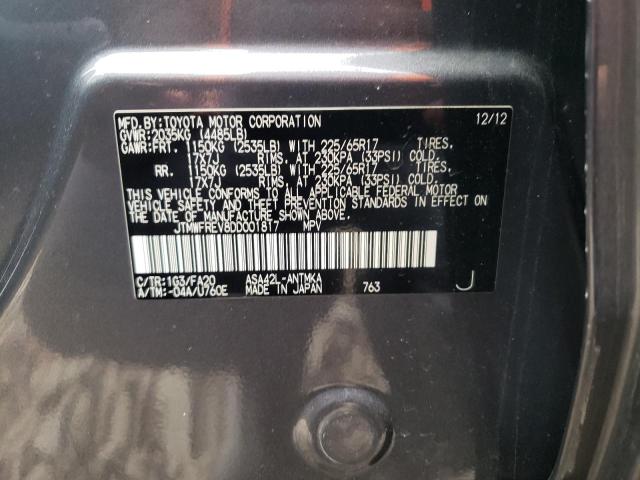 MFD.BY:TOYOTA MOTOR CORPORATION 12/12
GVWR:2035KG (4485LB)
GAWR:FRT. 1150KG (2535LB) WITH 225/65R17 TIRES,
17X7J RIMS, AT 230KPA (33PSI) COLD.
RR. 1150KG (2535LB) WITH 225/65R17 TIRES,
17X7J RIMS, AT 230KPA (33PSI) COLD.
THIS VEHICLE CONFORMS TO ALL APPLICABLE FEDERAL MOTOR
VEHICLE SAFETY AND THEFT PREVENTION STANDARDS IN EFFECT
ON THE DATE OF MANUFACTURE SHOWN ABOVE.
JTMWFREV8DD001817 MPV
C/TR:1G3/FA20 ASA42L-ANTMKA
A/TM:-04A/U760E MADE IN JAPAN 763 J